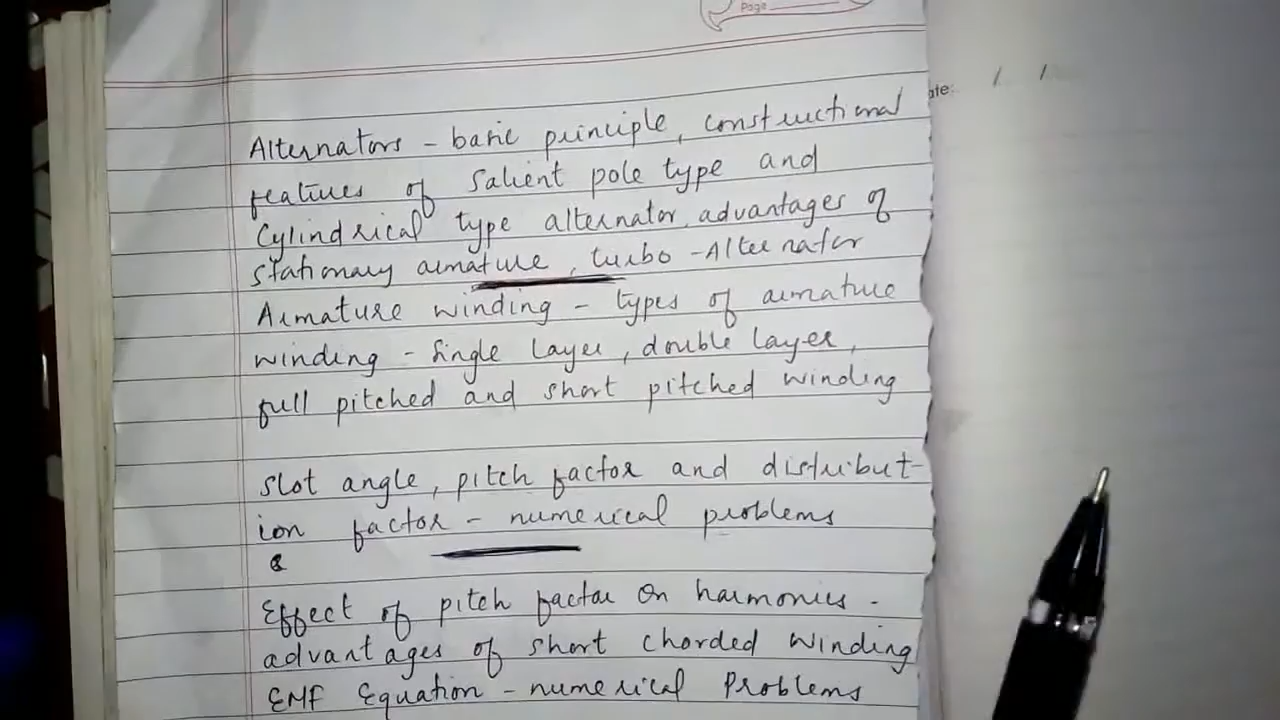 Page
ate: / /
Alternators - basic principle, constructional
features of salient pole type and
Cylindrical type alternator, advantages of
stationary armature, turbo - Alternator
Armature winding - types of armature
winding - Single layer, double layer,
full pitched and short pitched winding
Slot angle, pitch factor and distribut-
ion factor - numerical problems
Effect of pitch factor on harmonics -
advantages of short chorded winding
EMF Equation - numerical Problems